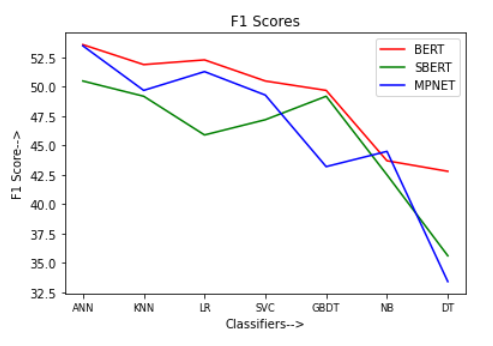 F1 Scores
BERT
SBERT
MPNET
F1 Score-->
52.5
50.0
47.5
45.0
42.5
40.0
37.5
35.0
32.5
ANN KNN LR SVC GBDT NB DT
Classifiers-->